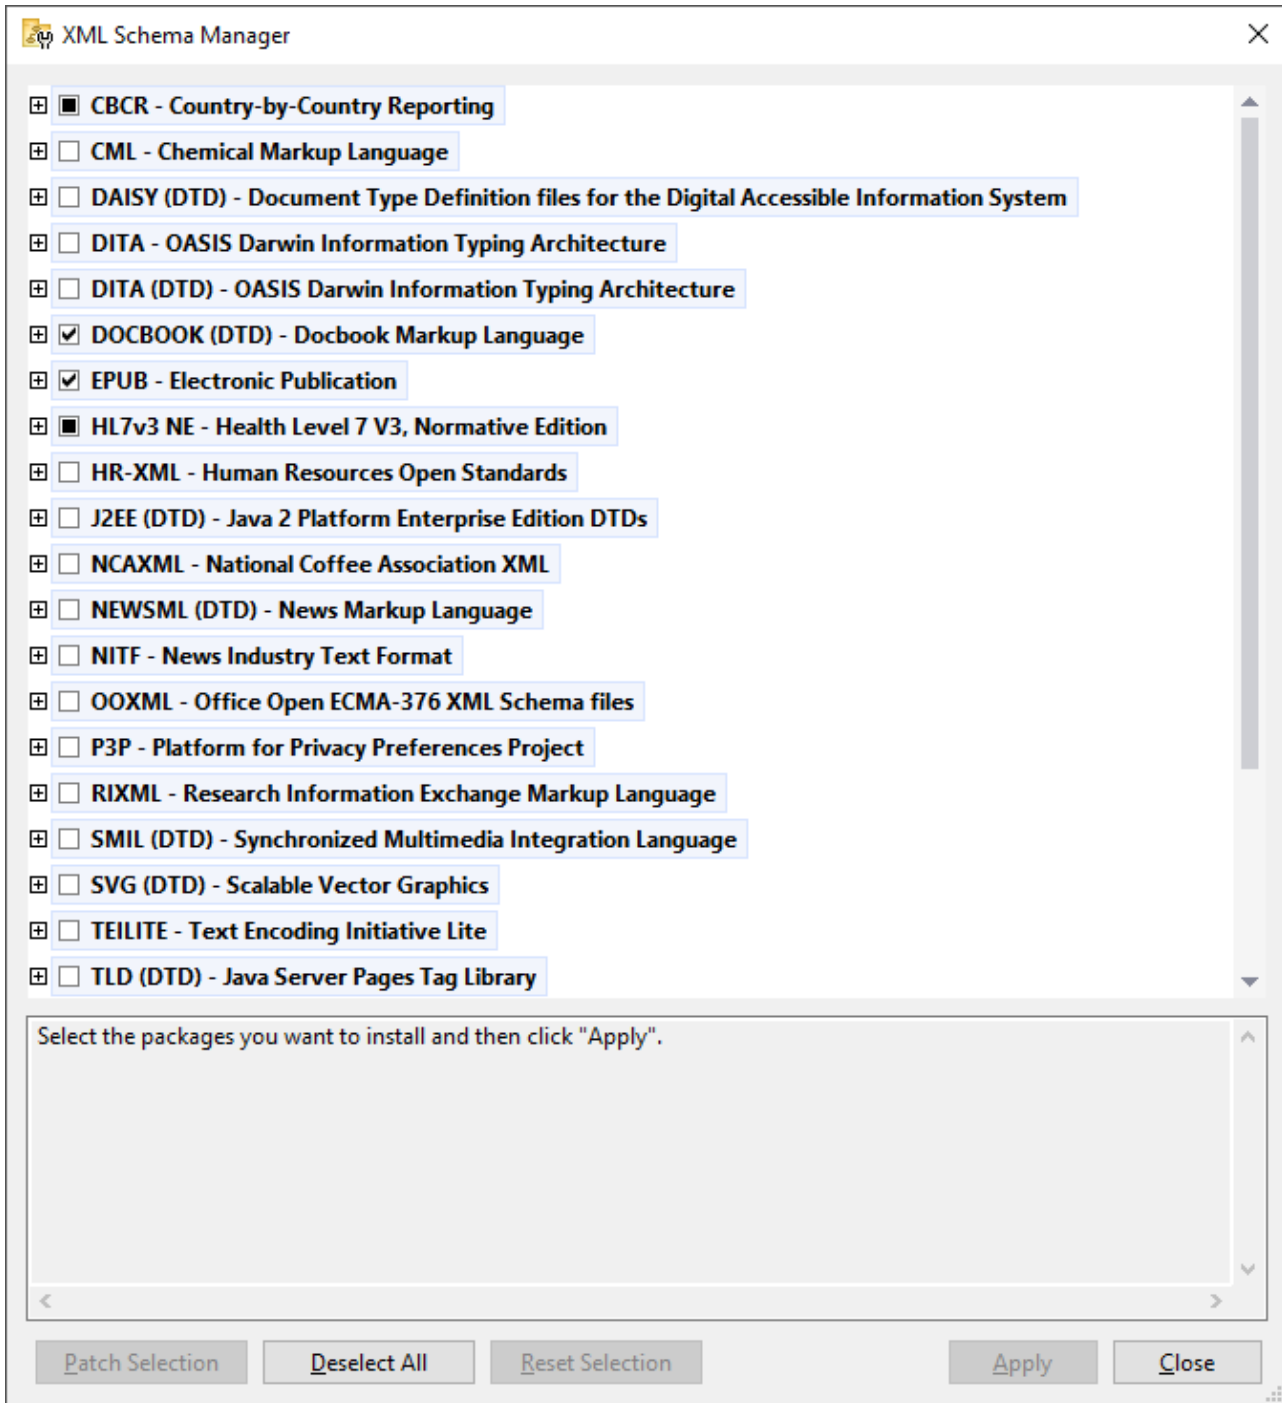 XML Schema Manager
CBCR - Country-by-Country Reporting
CML - Chemical Markup Language
DAISY (DTD) - Document Type Definition files for the Digital Accessible Information System
DITA - OASIS Darwin Information Typing Architecture
DITA (DTD) - OASIS Darwin Information Typing Architecture
DOCBOOK (DTD) - Docbook Markup Language
EPUB - Electronic Publication
HL7v3 NE - Health Level 7 V3, Normative Edition
HR-XML - Human Resources Open Standards
J2EE (DTD) - Java 2 Platform Enterprise Edition DTDs
NCAXML - National Coffee Association XML
NEWSML (DTD) - News Markup Language
NITF - News Industry Text Format
OOXML - Office Open ECMA-376 XML Schema files
P3P - Platform for Privacy Preferences Project
RIXML - Research Information Exchange Markup Language
SMIL (DTD) - Synchronized Multimedia Integration Language
SVG (DTD) - Scalable Vector Graphics
TEILITE - Text Encoding Initiative Lite
TLD (DTD) - Java Server Pages Tag Library
Select the packages you want to install and then click "Apply".
Patch Selection Deselect All Reset Selection Apply Close